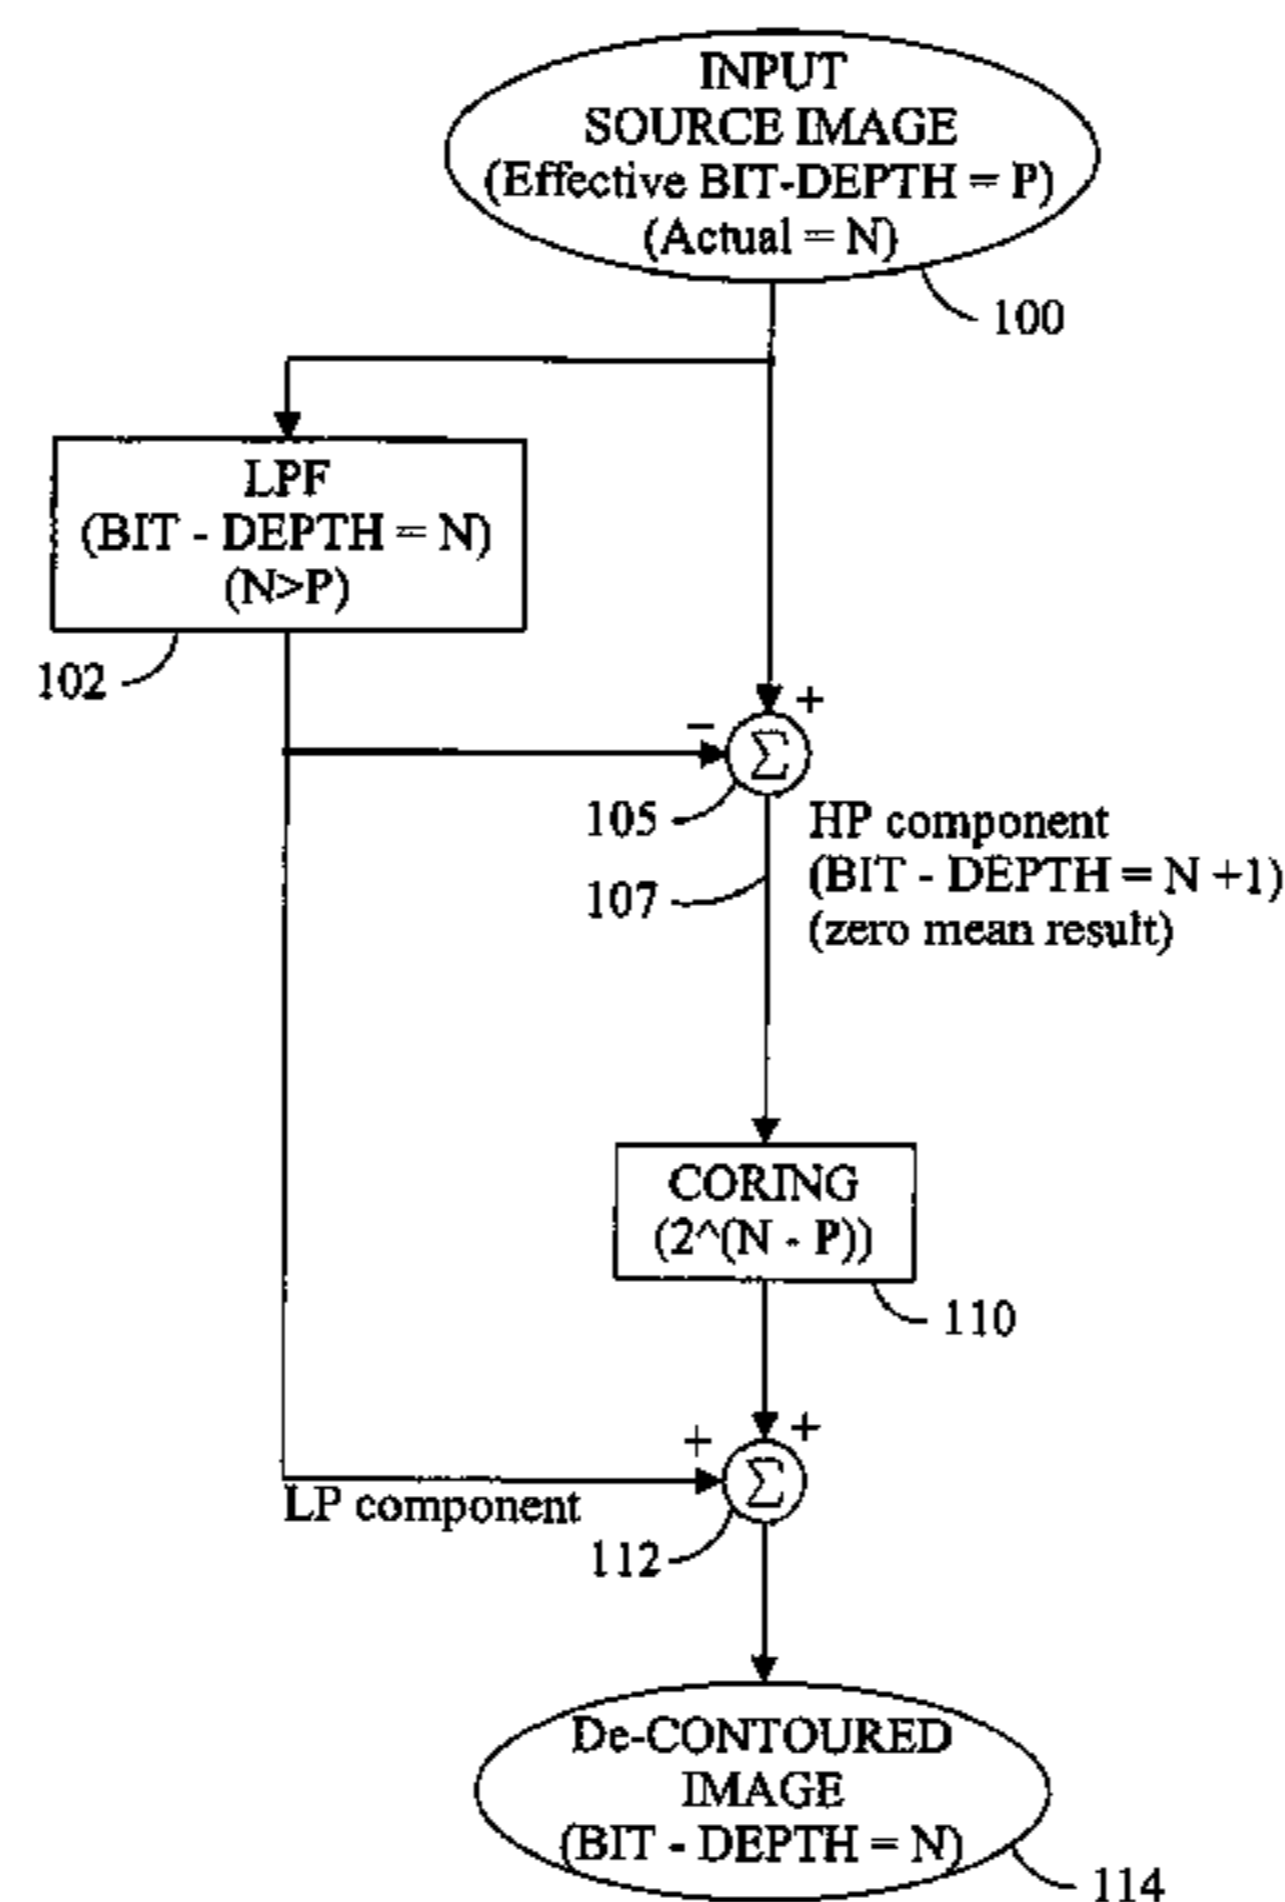 INPUT
SOURCE IMAGE
(Effective BIT-DEPTH = P)
(Actual = N)
100
LPF
(BIT - DEPTH = N)
(N>P)
102
+
−
Σ
105
HP component
(BIT - DEPTH = N +1)
(zero mean result)
107
CORING
(2^(N - P))
110
+
+
Σ
LP component
112
De-CONTOURED
IMAGE
(BIT - DEPTH = N)
114